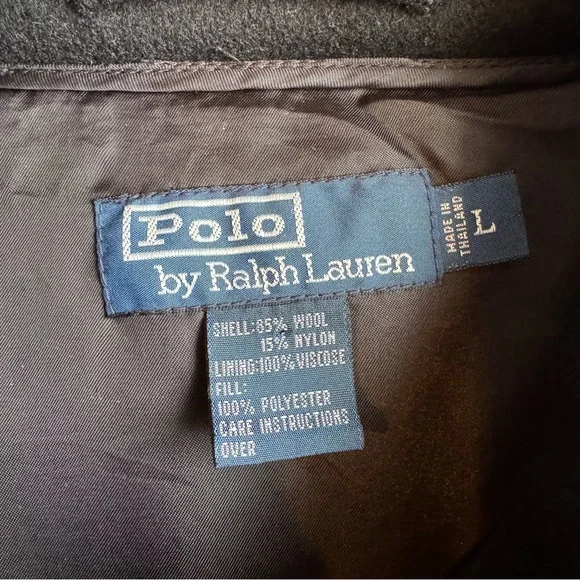 Polo
by Ralph Lauren
MADE IN
THAILAND
L
SHELL:85% WOOL
15% NYLON
LINING:100%VISCOSE
FILL:
100% POLYESTER
CARE INSTRUCTIONS
OVER